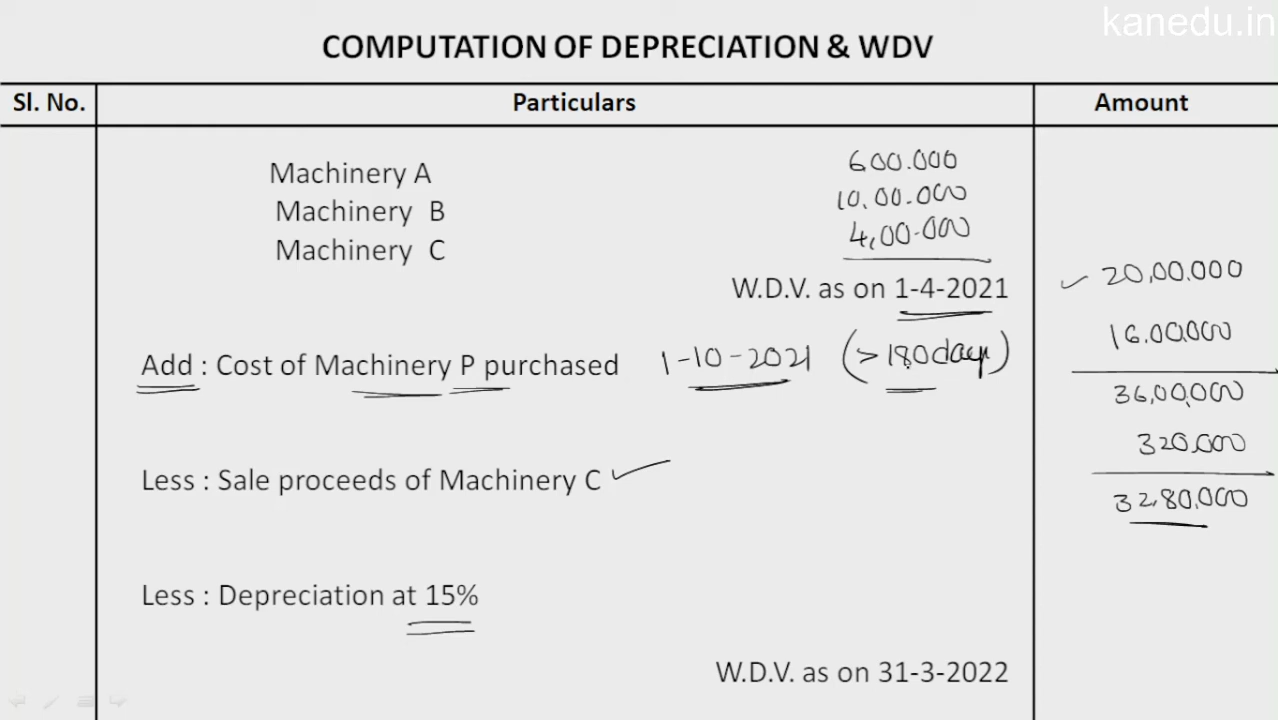 kanedu.in
COMPUTATION OF DEPRECIATION & WDV
Sl. No. Particulars Amount
Machinery A 600.000
Machinery B 10,00.000
Machinery C 4,00.000
W.D.V. as on 1-4-2021 20,00.000
Add : Cost of Machinery P purchased 1-10-2021 (> 180 days) 16,00,000
36,00,000
320,000
Less : Sale proceeds of Machinery C 32,80,000
Less : Depreciation at 15%
W.D.V. as on 31-3-2022